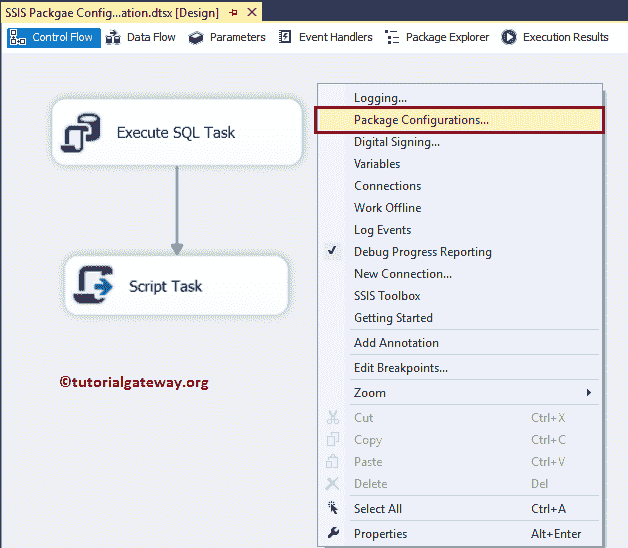 SSIS Packgae Config...ation.dtsx [Design]
Control Flow Data Flow Parameters Event Handlers Package Explorer Execution Results
Execute SQL Task
Script Task
©tutorialgateway.org
Logging...
Package Configurations...
Digital Signing...
Variables
Connections
Work Offline
Log Events
Debug Progress Reporting
New Connection...
SSIS Toolbox
Getting Started
Add Annotation
Edit Breakpoints...
Zoom
Cut Ctrl+X
Copy Ctrl+C
Paste Ctrl+V
Delete Del
Select All Ctrl+A
Properties Alt+Enter